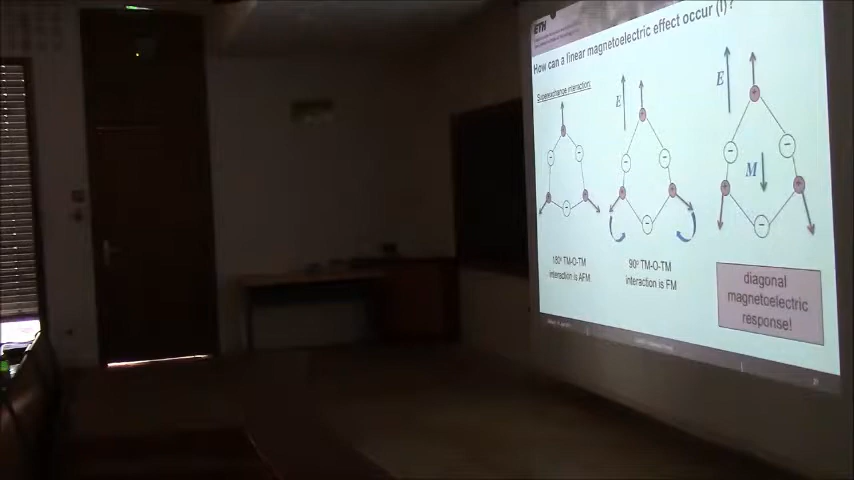 ETH
How can a linear magnetoelectric effect occur (I)?
Superexchange interaction:
E
E
M
180° TM-O-TM
interaction is AFM
90° TM-O-TM
interaction is FM
diagonal
magnetoelectric
response!